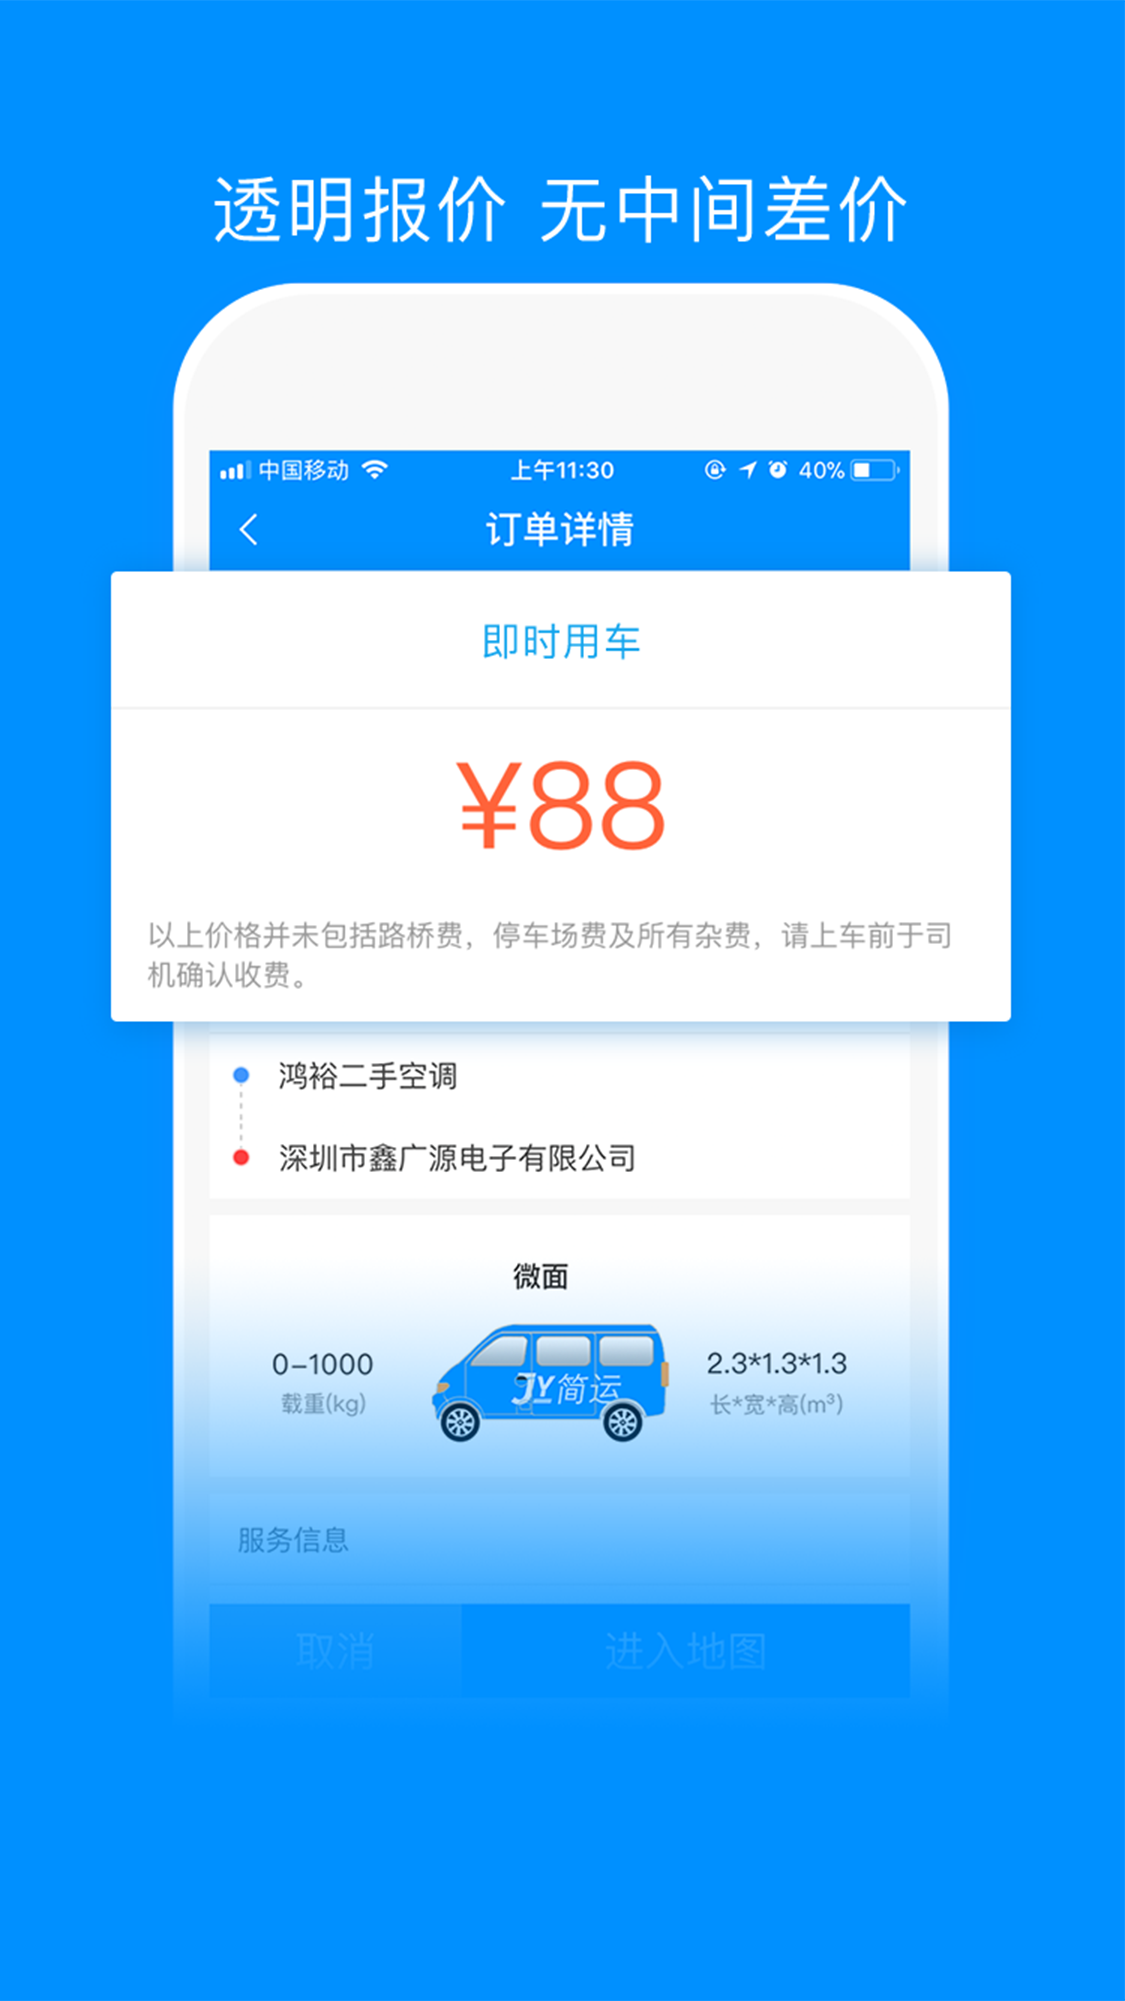 透明报价 无中间差价
中国移动 上午11:30 40%
订单详情
即时用车
¥88
以上价格并未包括路桥费，停车场费及所有杂费，请上车前于司
机确认收费。
鸿裕二手空调
深圳市鑫广源电子有限公司
微面
0-1000
载重(kg)
JY简运
2.3*1.3*1.3
长*宽*高(m³)
服务信息
取消 进入地图